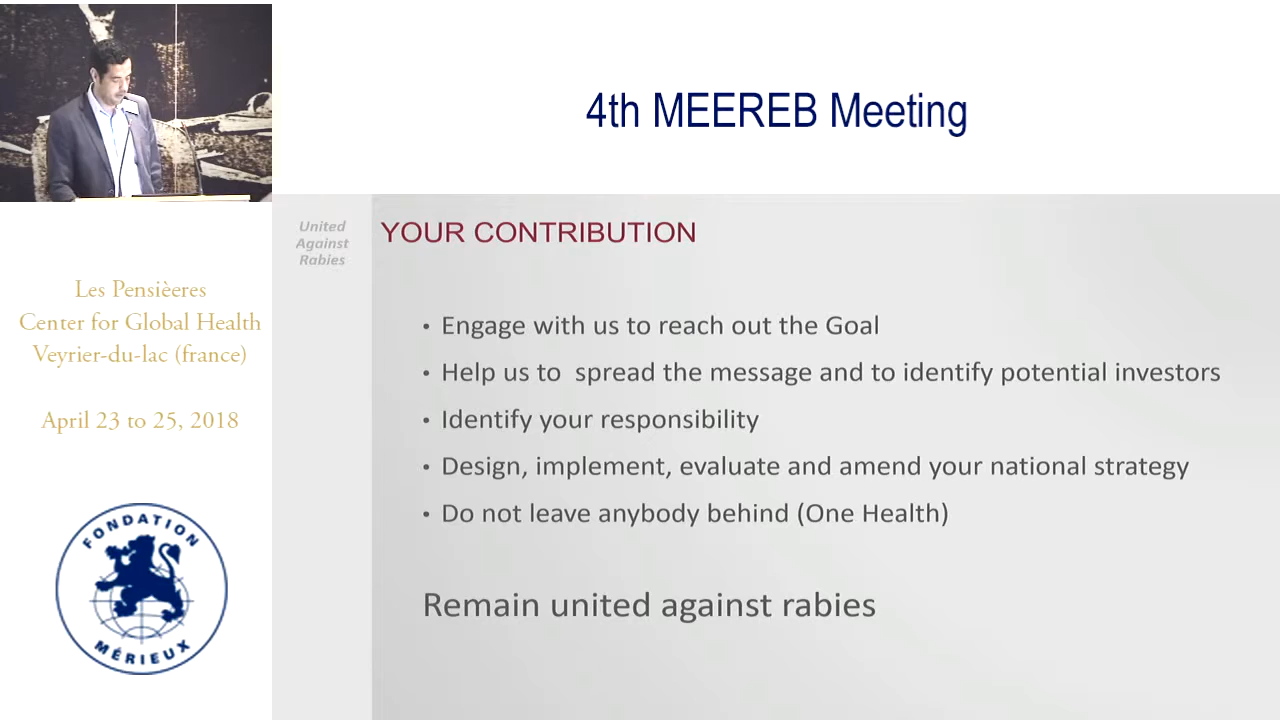 4th MEEREB Meeting
United
Against
Rabies
YOUR CONTRIBUTION
• Engage with us to reach out the Goal
• Help us to  spread the message and to identify potential investors
• Identify your responsibility
• Design, implement, evaluate and amend your national strategy
• Do not leave anybody behind (One Health)
Remain united against rabies
Les Pensièeres
Center for Global Health
Veyrier-du-lac (france)
April 23 to 25, 2018
FONDATION
MÉRIEUX